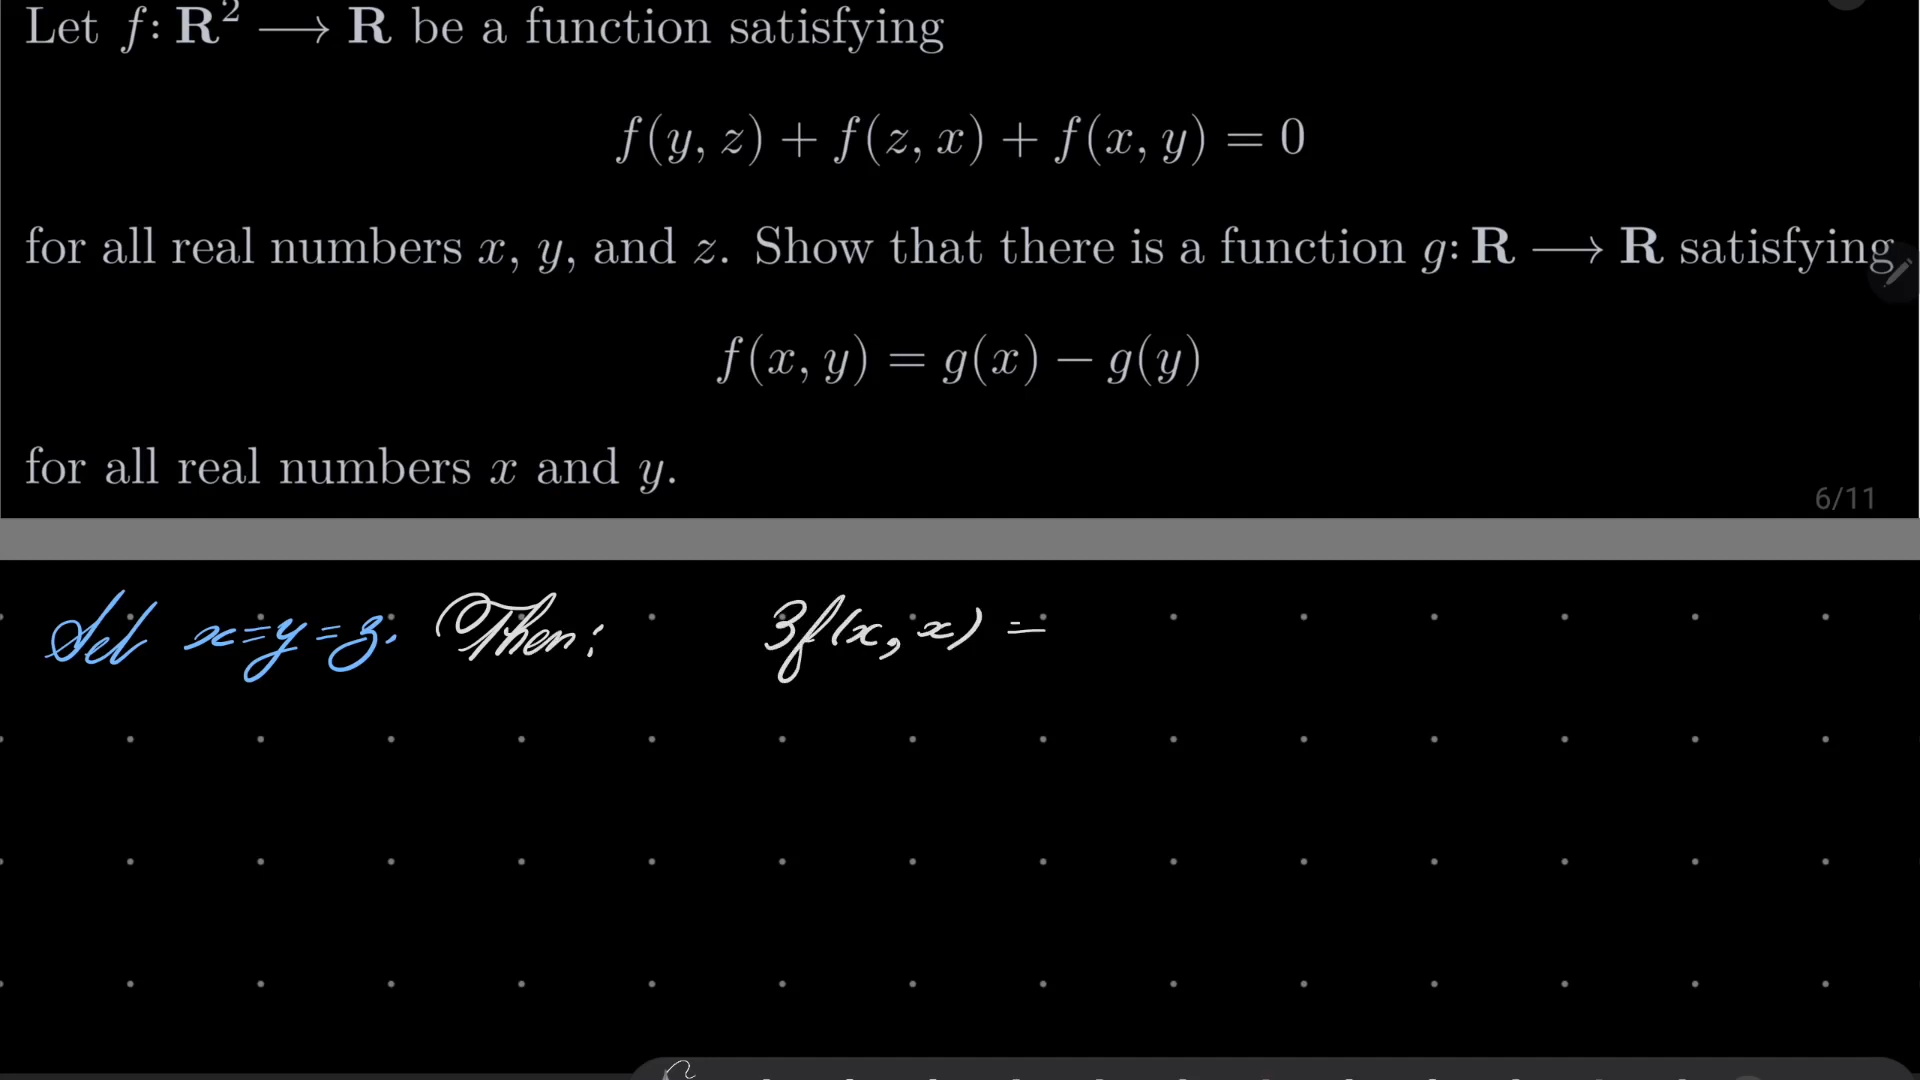 Let f: R² ⟶ R be a function satisfying
f(y, z) + f(z, x) + f(x, y) = 0
for all real numbers x, y, and z. Show that there is a function g: R ⟶ R satisfying
f(x, y) = g(x) − g(y)
for all real numbers x and y.
6/11
Set x=y=z. Then: 3f(x,x) =